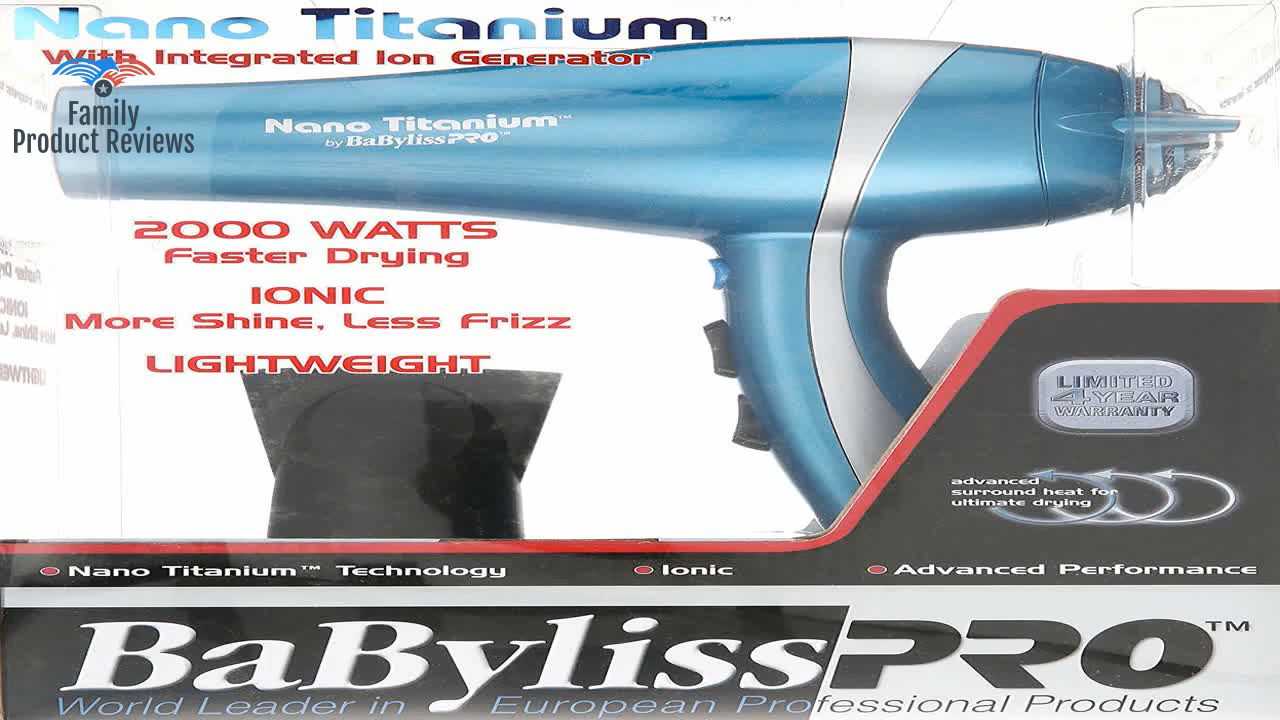 Nano Titanium™
With Integrated Ion Generator
Family
Product Reviews
Nano Titanium™
by BaBylissPRO™
2000 WATTS
Faster Drying
IONIC
More Shine, Less Frizz
LIGHTWEIGHT
LIMITED
4 YEAR
WARRANTY
advanced
surround heat for
ultimate drying
Nano Titanium™ Technology
Ionic
Advanced Performance
BaBylissPRO™
World Leader in European Professional Products